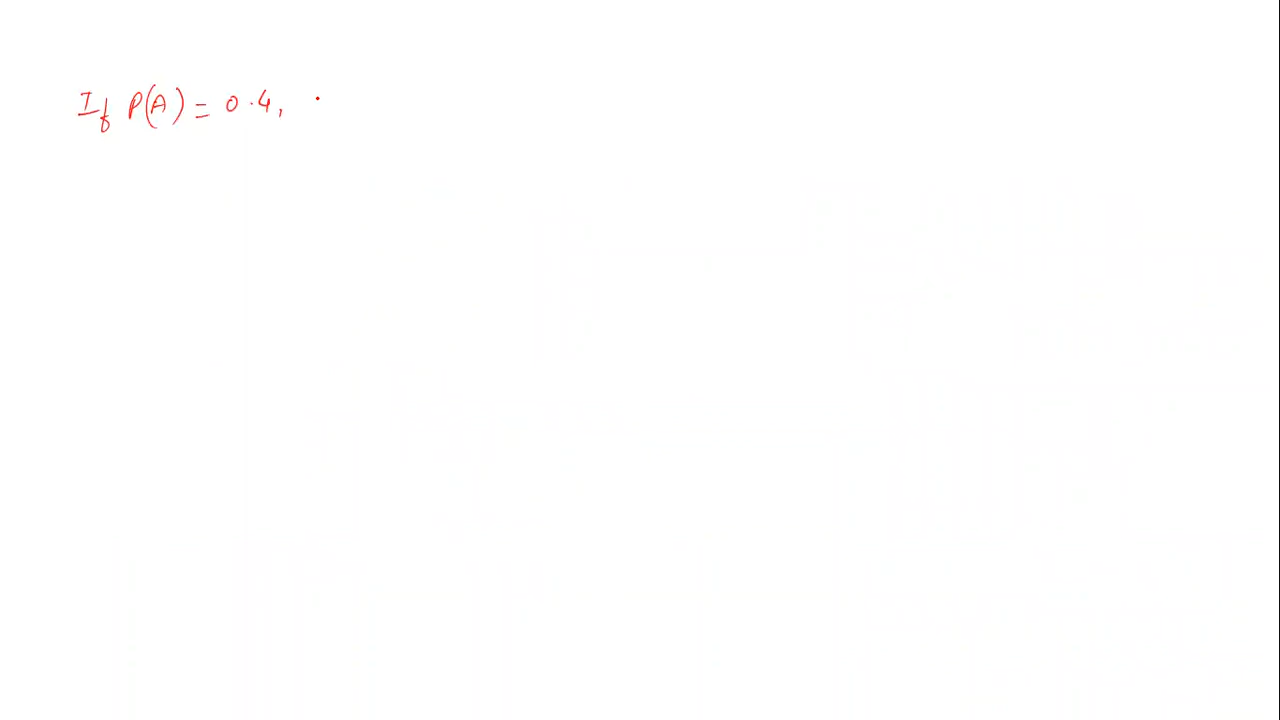 If P(A) = 0.4,